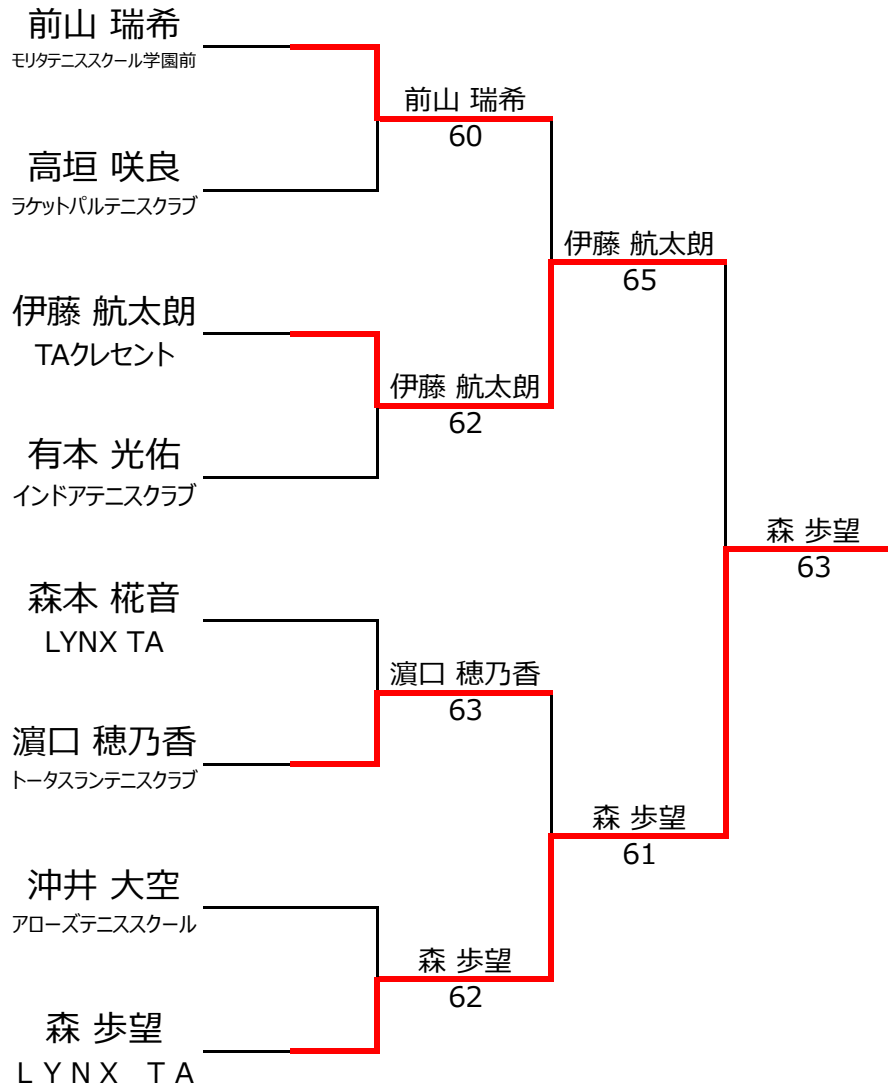 前山 瑞希
モリタテニススクール学園前
前山 瑞希
60
高垣 咲良
ラケットパルテニスクラブ
伊藤 航太朗
65
伊藤 航太朗
TAクレセント
伊藤 航太朗
62
有本 光佑
インドアテニスクラブ
森 歩望
63
森本 椛音
LYNX TA
濵口 穂乃香
63
濵口 穂乃香
トータスランテニスクラブ
森 歩望
61
沖井 大空
アローズテニススクール
森 歩望
62
森 歩望
ＬＹＮＸ　ＴＡ